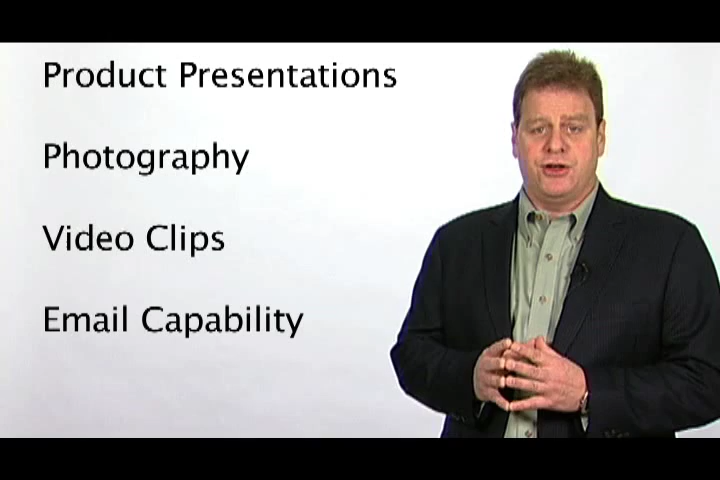 Product Presentations
Photography
Video Clips
Email Capability